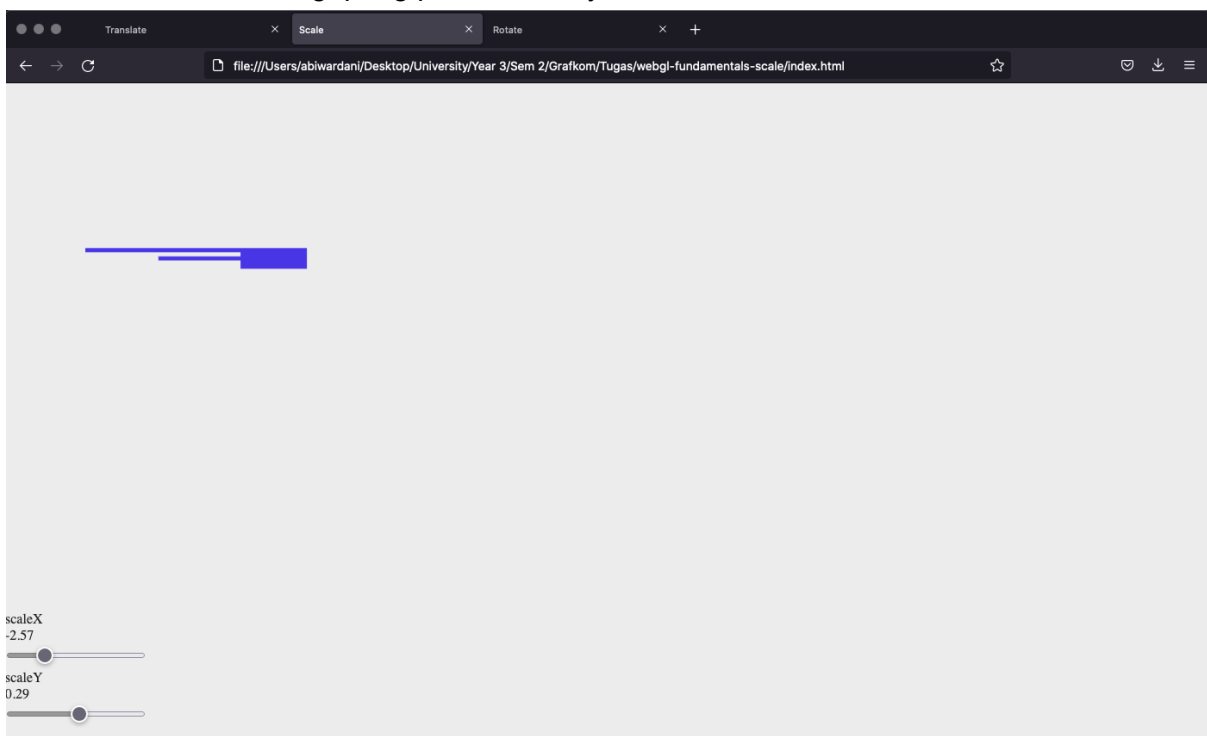 Translate
Scale
Rotate
file:///Users/abiwardani/Desktop/University/Year 3/Sem 2/Grafkom/Tugas/webgl-fundamentals-scale/index.html
scaleX
-2.57
scaleY
0.29